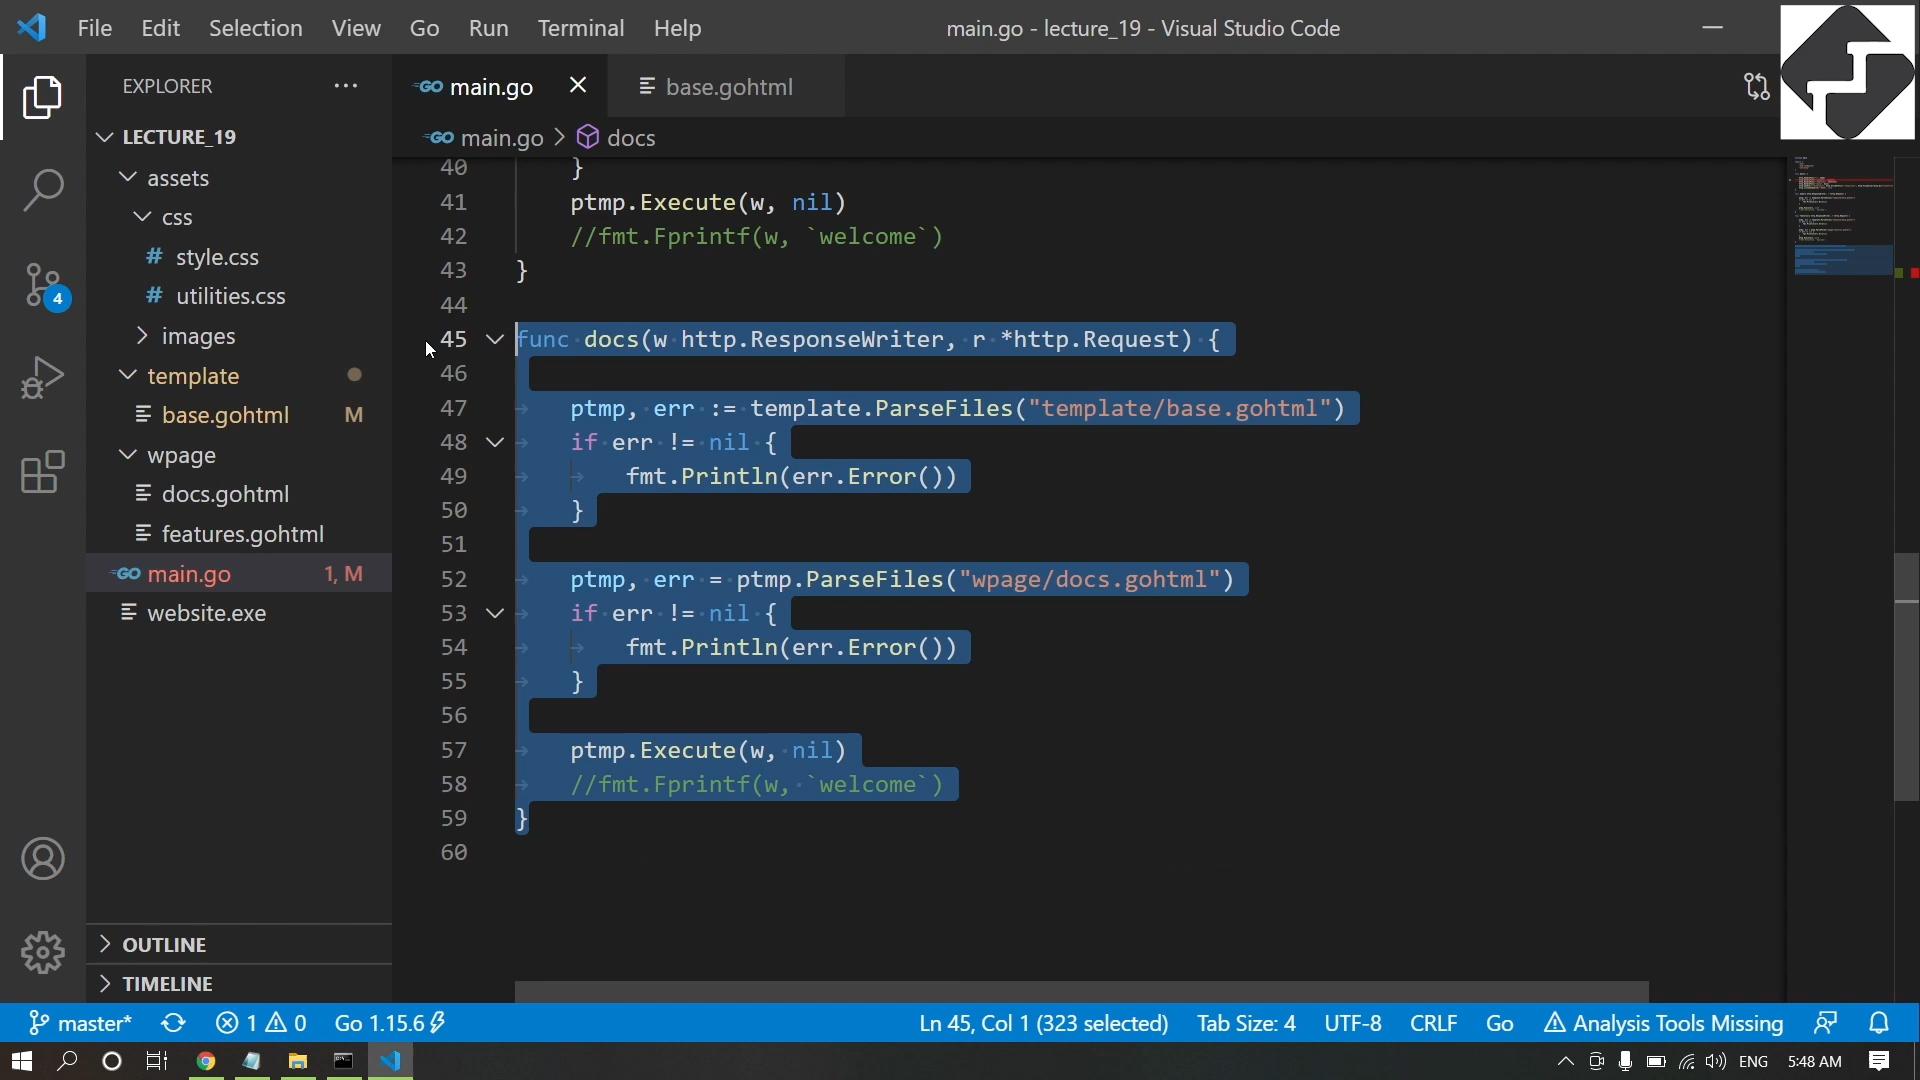 File Edit Selection View Go Run Terminal Help
main.go - lecture_19 - Visual Studio Code
EXPLORER
LECTURE_19
assets
css
# style.css
# utilities.css
images
template
base.gohtml M
wpage
docs.gohtml
features.gohtml
GO main.go 1, M
website.exe
OUTLINE
TIMELINE
4
GO main.go
base.gohtml
GO main.go > docs
40 }
41 ptmp.Execute(w, nil)
42 //fmt.Fprintf(w, `welcome`)
43 }
44
45 func docs(w http.ResponseWriter, r *http.Request) {
46
47 ptmp, err := template.ParseFiles("template/base.gohtml")
48 if err != nil {
49 fmt.Println(err.Error())
50 }
51
52 ptmp, err = ptmp.ParseFiles("wpage/docs.gohtml")
53 if err != nil {
54 fmt.Println(err.Error())
55 }
56
57 ptmp.Execute(w, nil)
58 //fmt.Fprintf(w, `welcome`)
59 }
60
master* 1 0 Go 1.15.6 Ln 45, Col 1 (323 selected) Tab Size: 4 UTF-8 CRLF Go Analysis Tools Missing
ENG 5:48 AM